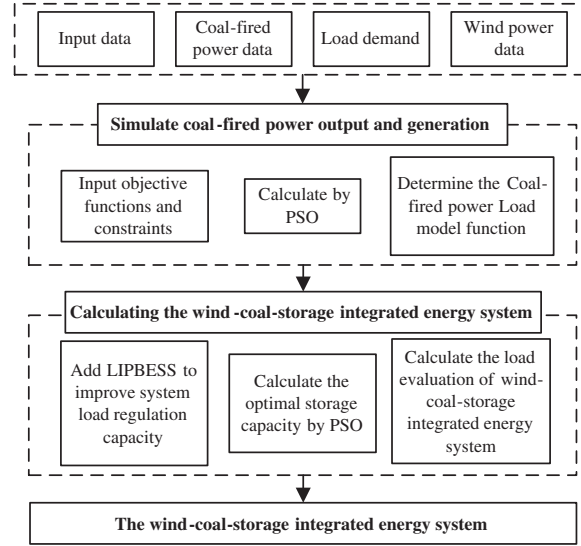 Input data
Coal-fired
power data
Load demand
Wind power
data
Simulate coal-fired power output and generation
Input objective
functions and
constraints
Calculate by
PSO
Determine the Coal-
fired power Load
model function
Calculating the wind-coal-storage integrated energy system
Add LIPBESS to
improve system
load regulation
capacity
Calculate the
optimal storage
capacity by PSO
Calculate the load
evaluation of wind-
coal-storage
integrated energy
system
The wind-coal-storage integrated energy system